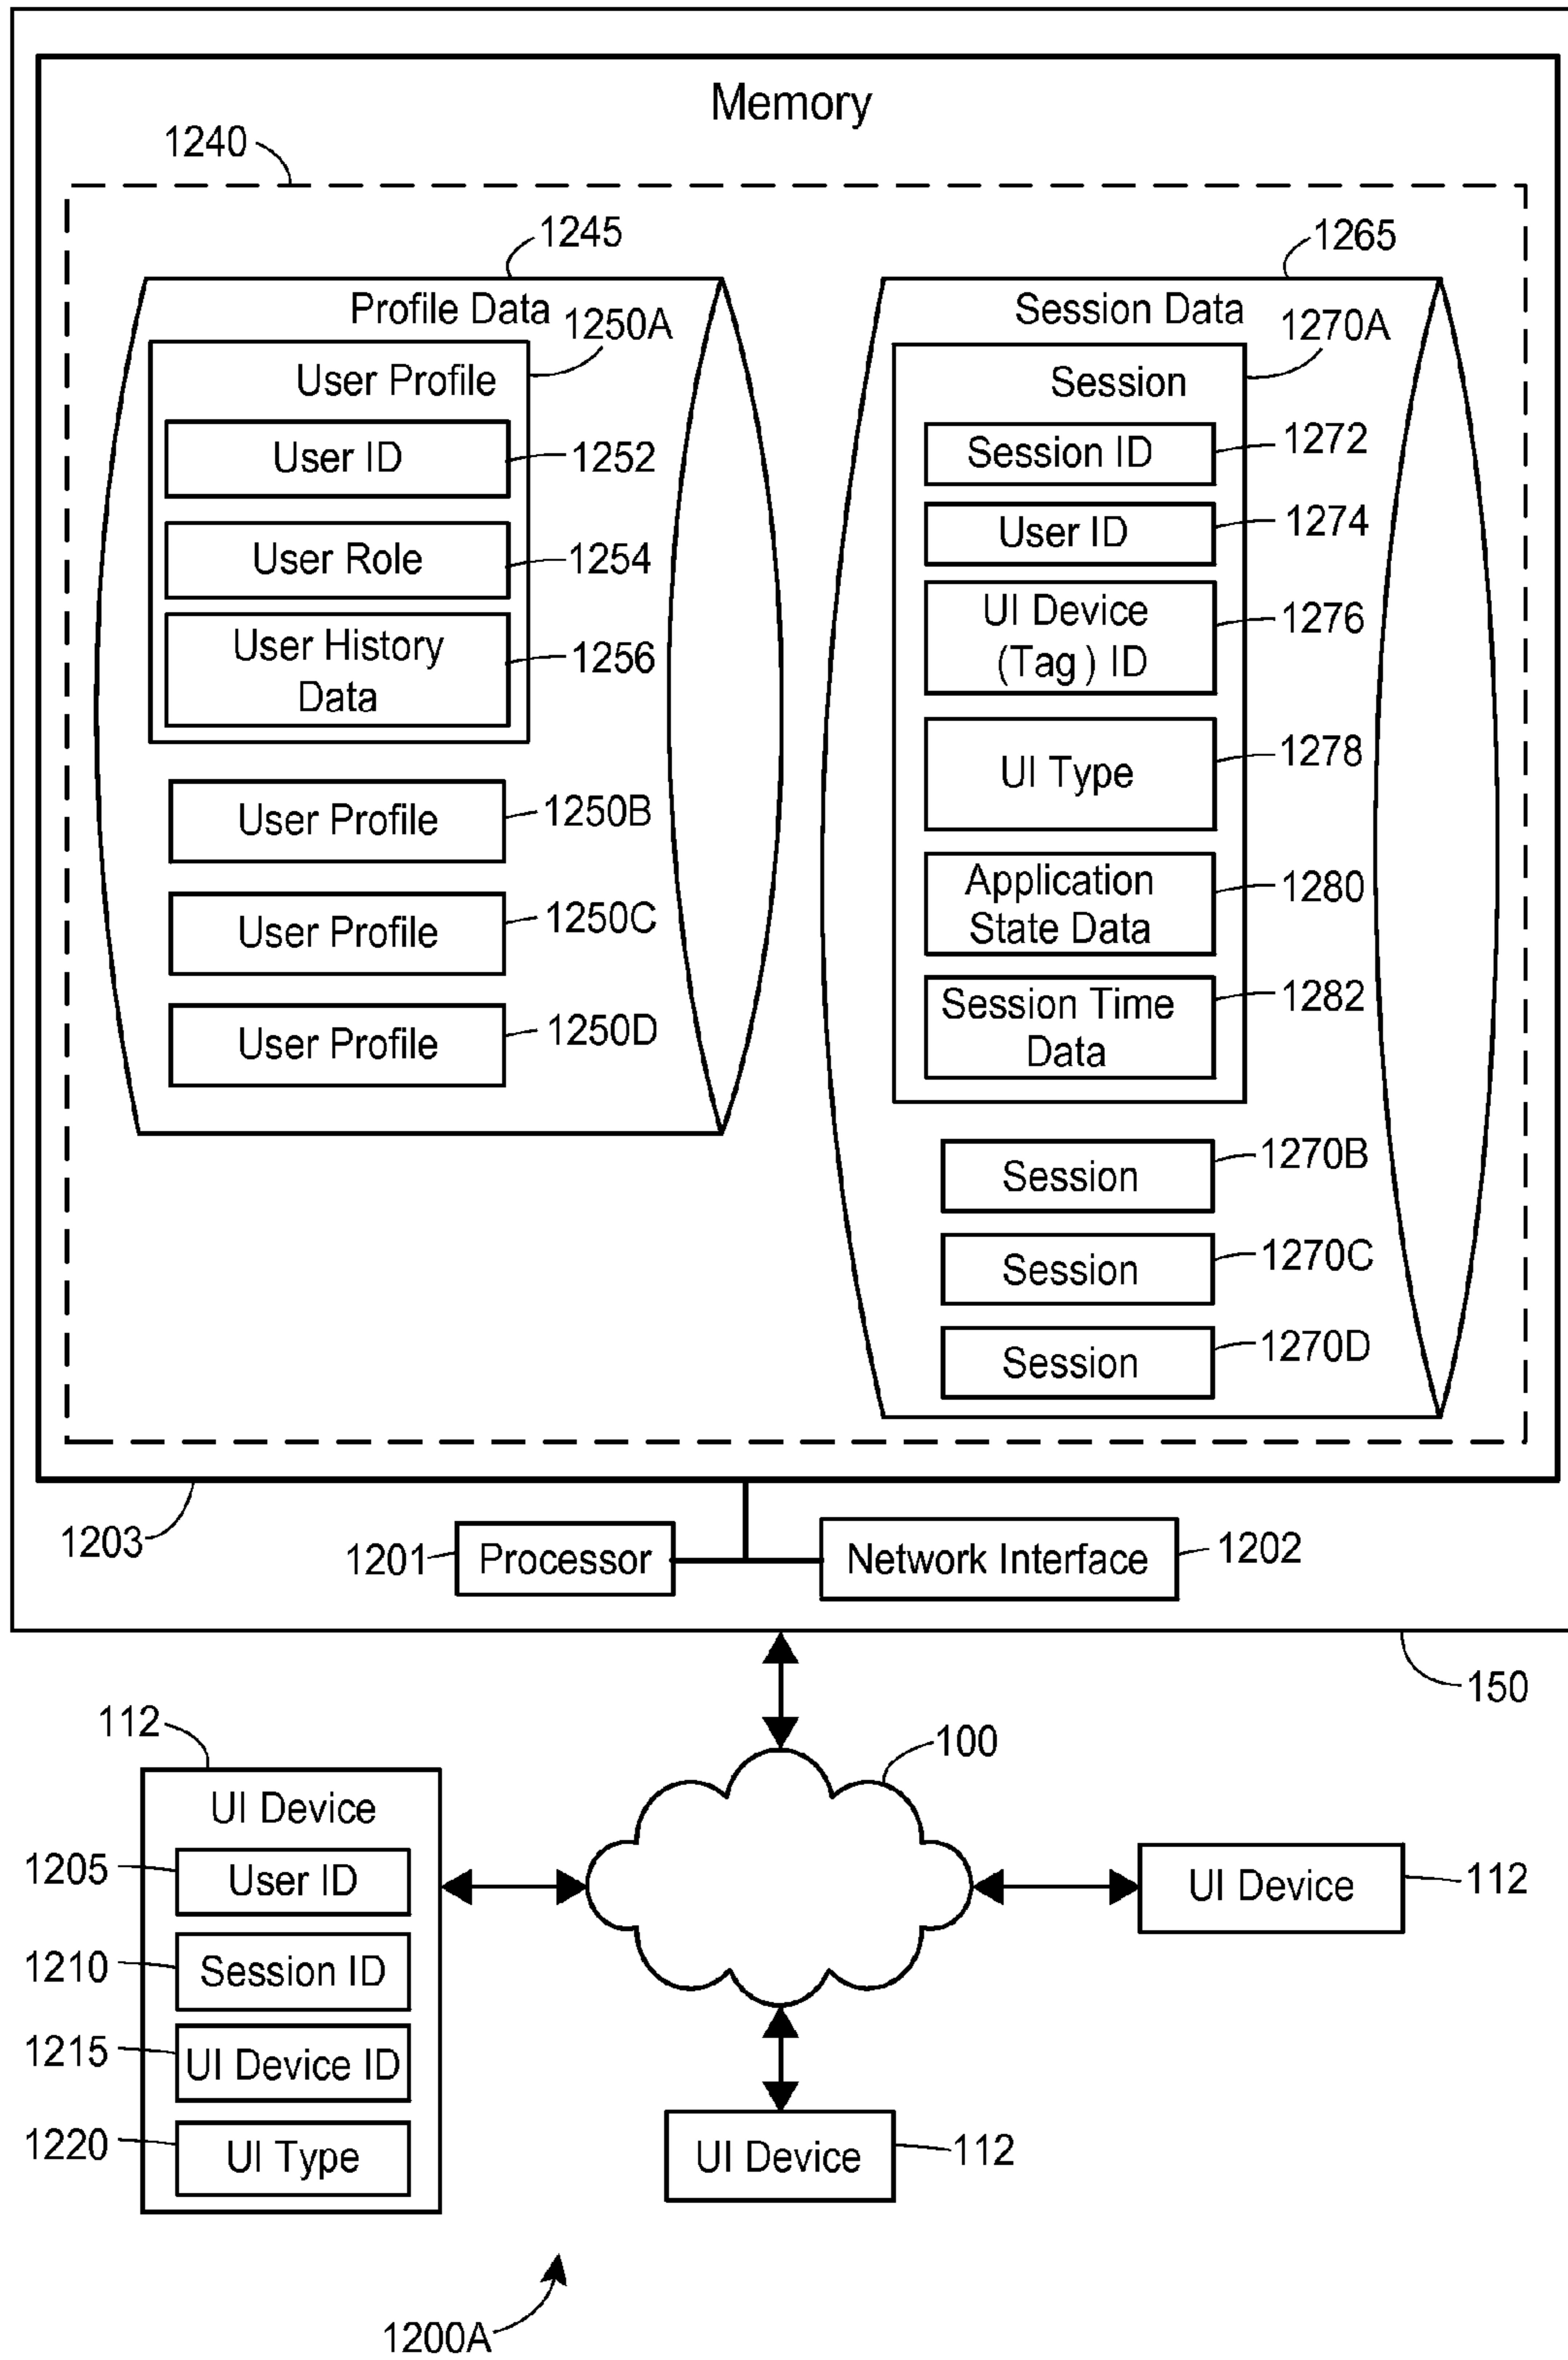 Memory
1240
1245
1265
Profile Data
1250A
Session Data
1270A
User Profile
Session
User ID
1252
Session ID
1272
User Role
1254
User ID
1274
User History
Data
1256
UI Device
(Tag ) ID
1276
UI Type
1278
User Profile
1250B
Application
State Data
1280
User Profile
1250C
Session Time
Data
1282
User Profile
1250D
Session
1270B
Session
1270C
Session
1270D
1203
1201
Processor
Network Interface
1202
150
112
100
UI Device
1205
User ID
1210
Session ID
1215
UI Device ID
1220
UI Type
UI Device
112
UI Device
112
1200A